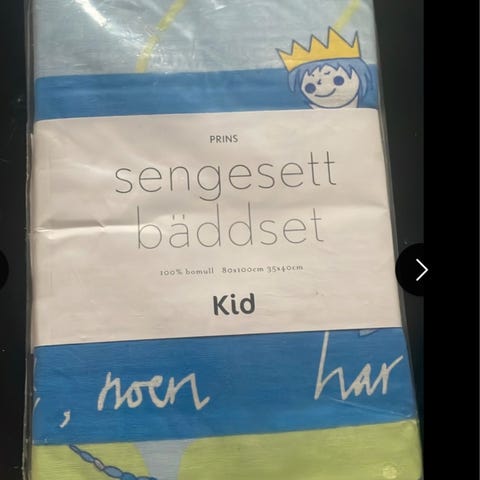 PRINS
sengesett
bäddset
100% bomull 80x100cm 35x40cm
Kid
, noen har